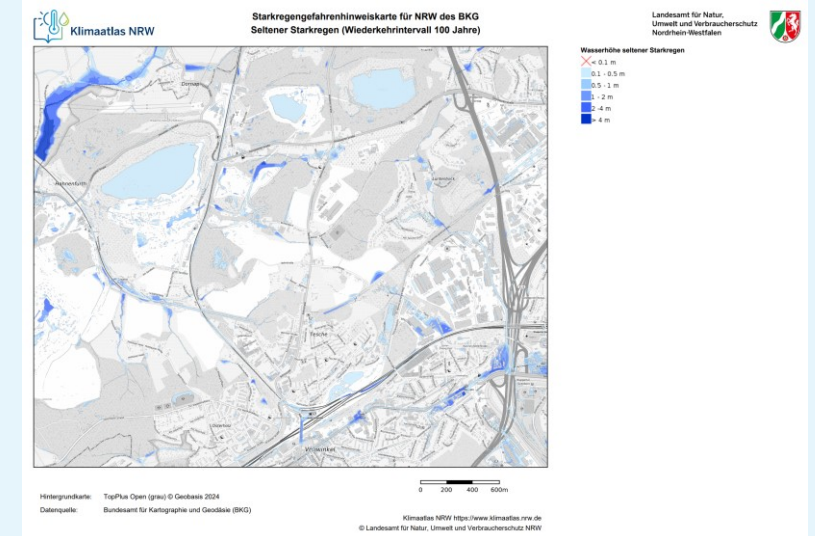 Klimaatlas NRW
Starkregengefahrenhinweiskarte für NRW des BKG
Seltener Starkregen (Wiederkehrintervall 100 Jahre)
Landesamt für Natur,
Umwelt und Verbraucherschutz
Nordrhein-Westfalen
Wasserhöhe seltener Starkregen
< 0.1 m
0.1 - 0.5 m
0.5 - 1 m
1 - 2 m
2 -4 m
> 4 m
Tesche
0 200 400 600m
Hintergrundkarte: TopPlus Open (grau) © Geobasis 2024
Datenquelle: Bundesamt für Kartographie und Geodäsie (BKG)
Klimaatlas NRW https://www.klimaatlas.nrw.de
© Landesamt für Natur, Umwelt und Verbraucherschutz NRW